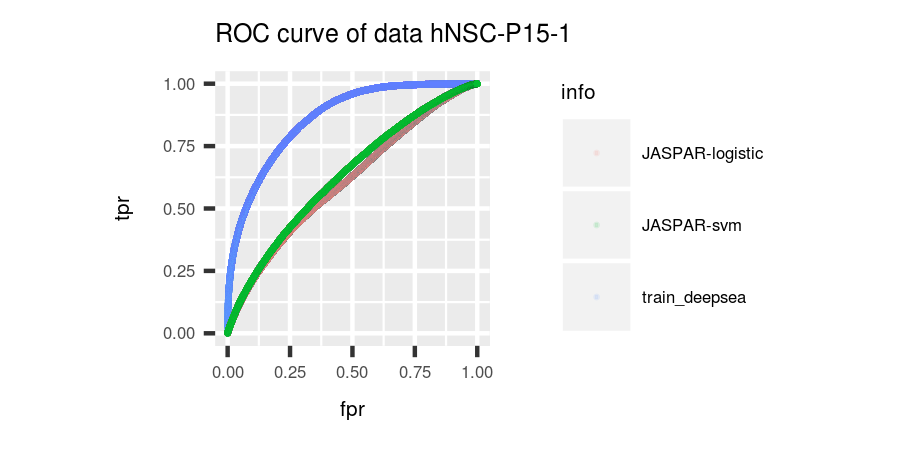 ROC curve of data hNSC-P15-1
tpr
1.00
0.75
0.50
0.25
0.00
0.00 0.25 0.50 0.75 1.00
fpr
info
JASPAR-logistic
JASPAR-svm
train_deepsea